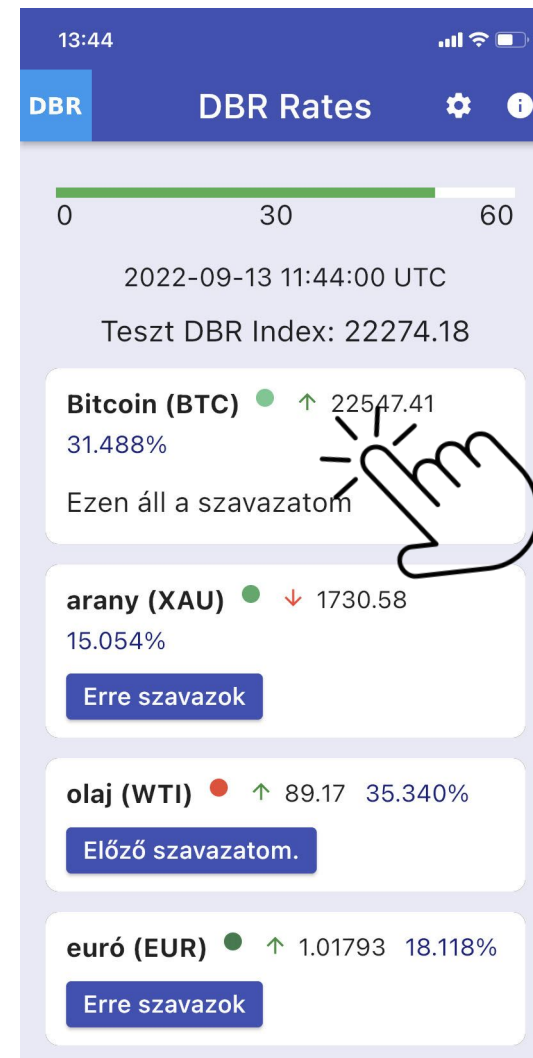 13:44
DBR DBR Rates
0 30 60
2022-09-13 11:44:00 UTC
Teszt DBR Index: 22274.18
Bitcoin (BTC) ↑ 22547.41
31.488%
Ezen áll a szavazatom
arany (XAU) ↓ 1730.58
15.054%
Erre szavazok
olaj (WTI) ↑ 89.17 35.340%
Előző szavazatom.
euró (EUR) ↑ 1.01793 18.118%
Erre szavazok